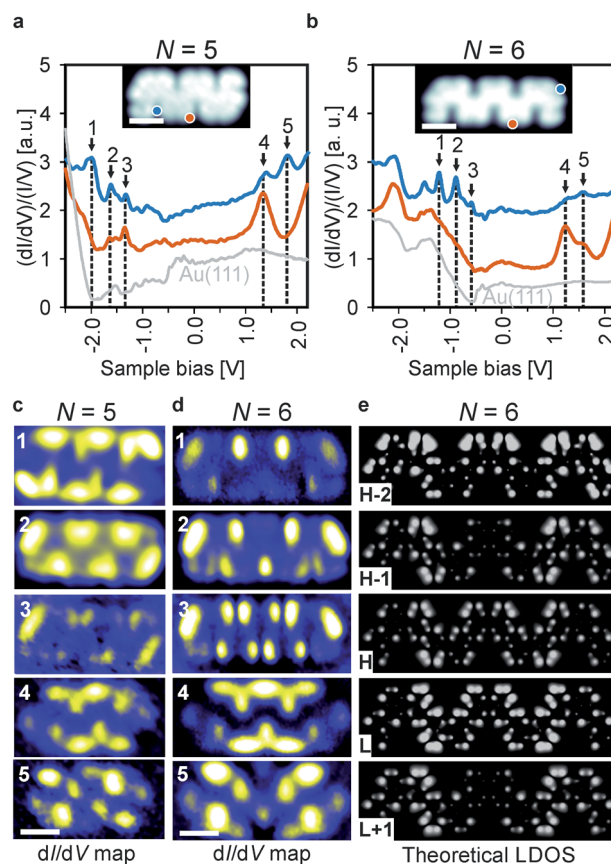 a N = 5
(dI/dV)/(I/V) [a.u.]
5
4
3
2
1
0
1 2 3 4 5
Au(111)
-2.0 -1.0 0.0 1.0 2.0
Sample bias [V]
b N = 6
(dI/dV)/(I/V) [a.u.]
5
4
3
2
1
0
1 2 3 4 5
Au(111)
-2.0 -1.0 0.0 1.0 2.0
Sample bias [V]
c N = 5
1
2
3
4
5
dI/dV map
d N = 6
1
2
3
4
5
dI/dV map
e N = 6
H-2
H-1
H
L
L+1
Theoretical LDOS